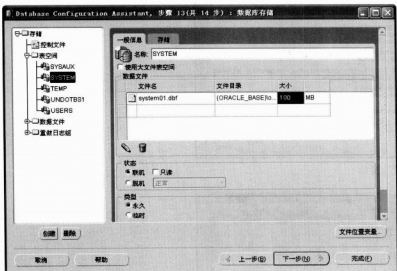 Database Configuration Assistant, 步骤 13(共 14 步) : 数据库存储
存储
控制文件
表空间
SYSAUX
SYSTEM
TEMP
UNDOTBS1
USERS
数据文件
重做日志组
一般信息 存储
名称: SYSTEM
使用大文件表空间
数据文件
文件名 文件目录 大小
system01.dbf {ORACLE_BASE}\o... 100 MB
状态
联机 只读
脱机 正常
类型
永久
临时
创建 删除
文件位置变量...
取消 帮助 上一步(B) 下一步(N) 完成(F)